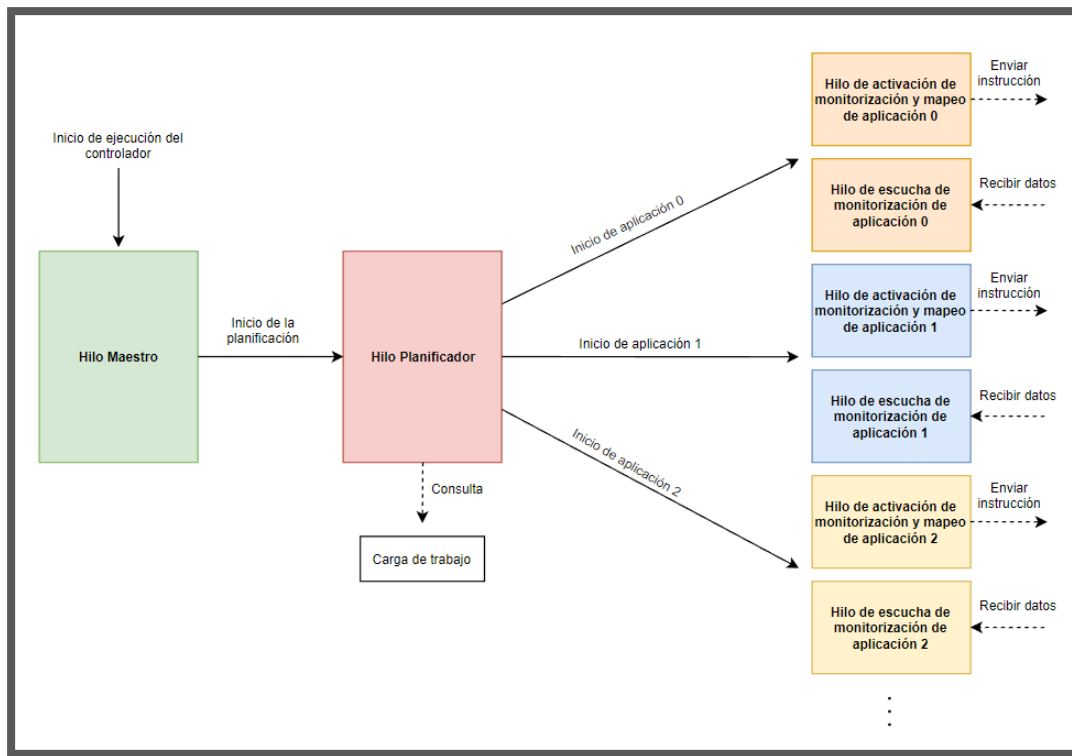 Inicio de ejecución del
controlador
Hilo Maestro
Inicio de la
planificación
Hilo Planificador
Consulta
Carga de trabajo
Inicio de aplicación 0
Inicio de aplicación 1
Inicio de aplicación 2
Hilo de activación de
monitorización y mapeo
de aplicación 0
Enviar
instrucción
Hilo de escucha de
monitorización de
aplicación 0
Recibir datos
Hilo de activación de
monitorización y mapeo
de aplicación 1
Enviar
instrucción
Hilo de escucha de
monitorización de
aplicación 1
Recibir datos
Hilo de activación de
monitorización y mapeo
de aplicación 2
Enviar
instrucción
Hilo de escucha de
monitorización de
aplicación 2
Recibir datos